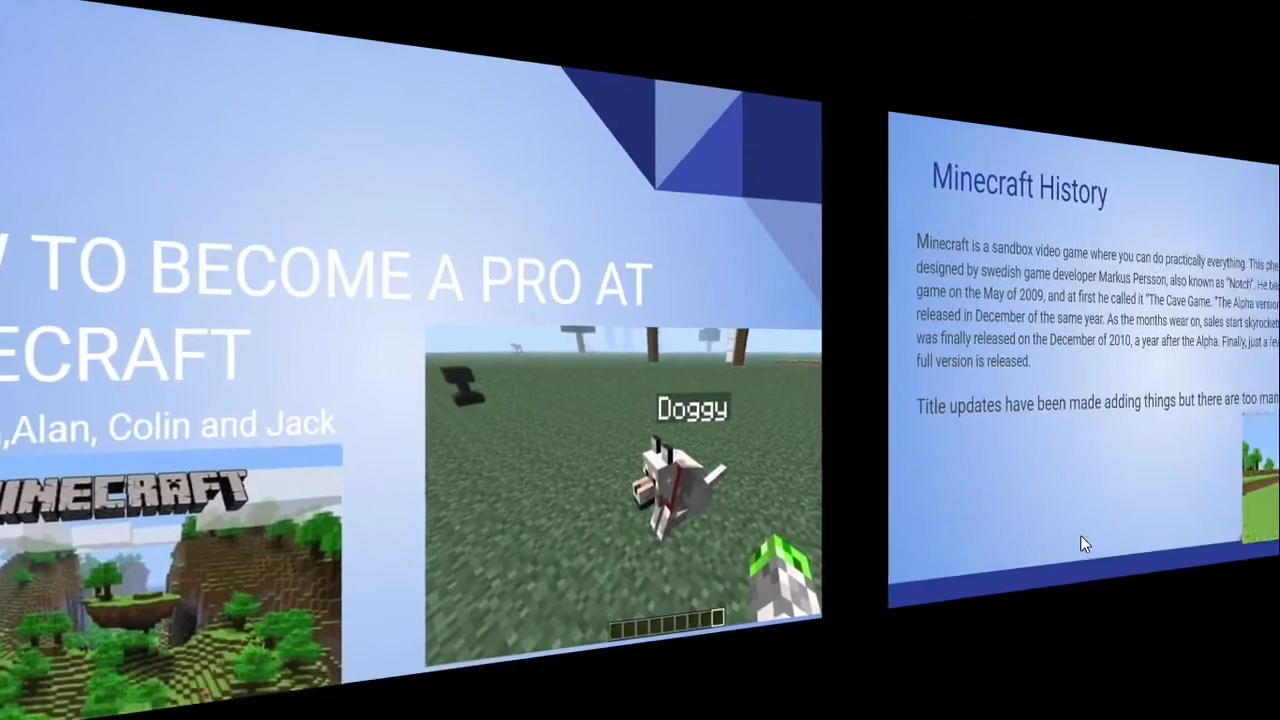 TO BECOME A PRO AT
ECRAFT
,Alan, Colin and Jack
MINECRAFT
Doggy
Minecraft History
Minecraft is a sandbox video game where you can do practically everything. This
designed by swedish game developer Markus Persson, also known as "Notch". He
game on the May of 2009, and at first he called it "The Cave Game. "The Alpha
released in December of the same year. As the months wear on, sales start
was finally released on the December of 2010, a year after the Alpha. Finally, just a
full version is released.
Title updates have been made adding things but there are too